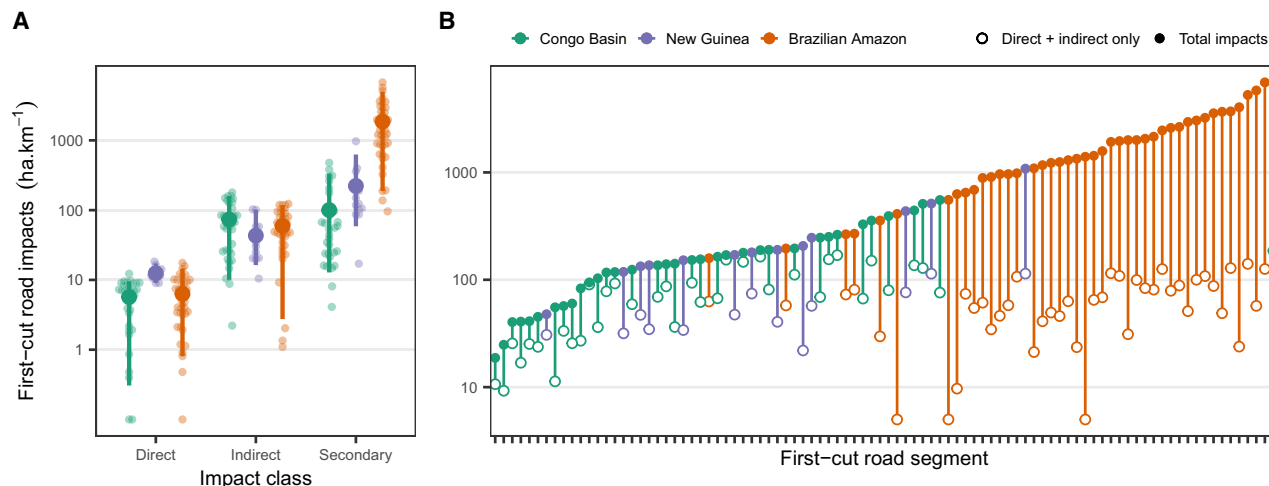 A
B
Congo Basin
New Guinea
Brazilian Amazon
Direct + indirect only
Total impacts
First−cut road impacts (ha.km−1)
1000
100
10
1
Direct
Indirect
Secondary
Impact class
1000
100
10
First−cut road segment